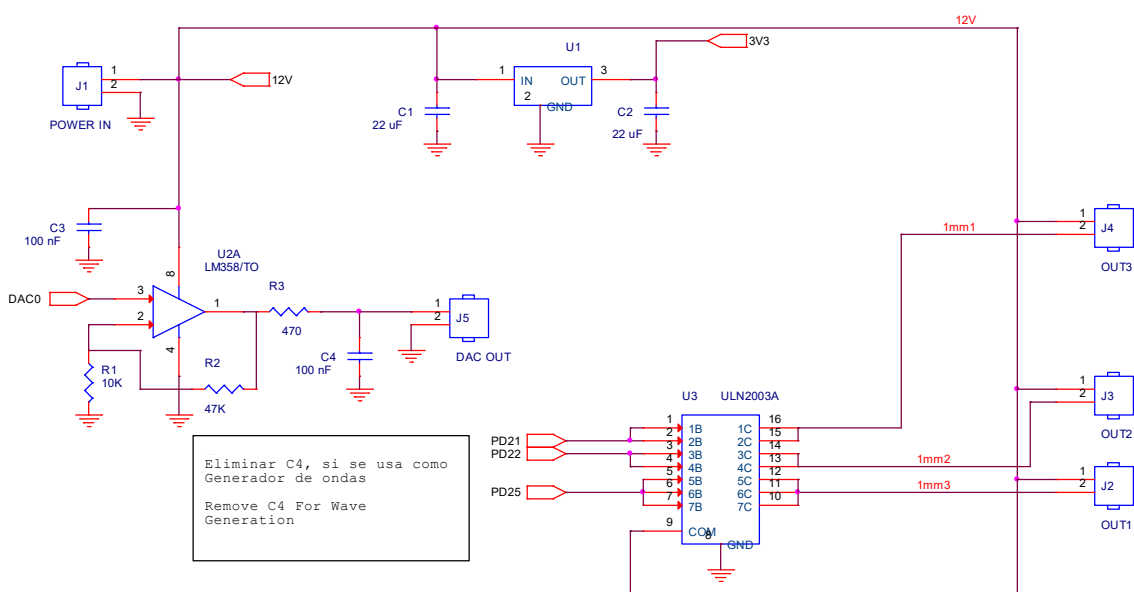 12V
U1
3V3
1
IN
OUT
3
2
GND
C1
22 uF
C2
22 uF
J1
1
2
12V
POWER IN
C3
100 nF
U2A
LM358/TO
8
DAC0
3
2
1
4
R3
470
R1
10K
R2
47K
C4
100 nF
1
2
J5
DAC OUT
1mm1
1
2
J4
OUT3
1
2
J3
OUT2
1mm2
1
2
J2
OUT1
1mm3
U3
ULN2003A
PD21
PD22
PD25
1
2
3
4
5
6
7
9
1B
2B
3B
4B
5B
6B
7B
COM
8
GND
1C
2C
3C
4C
5C
6C
7C
16
15
14
13
12
11
10
Eliminar C4, si se usa como
Generador de ondas
Remove C4 For Wave
Generation